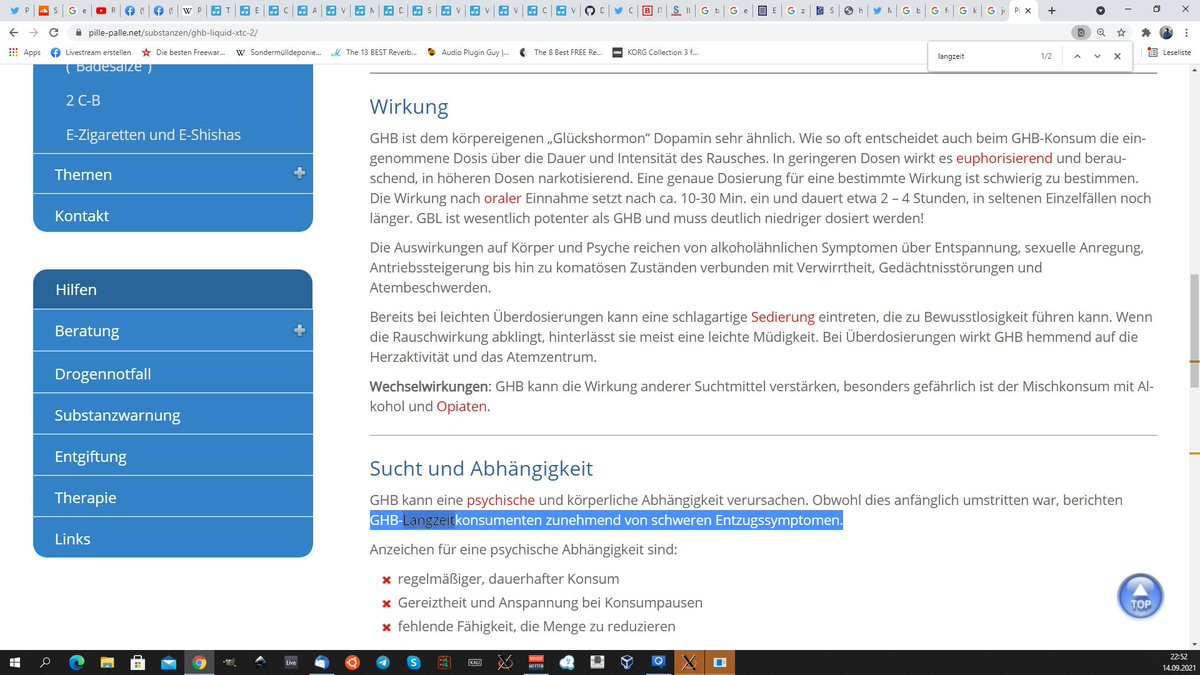 pille-palle.net/substanzen/ghb-liquid-xtc-2/
Apps
Livestream erstellen
Die besten Freewar...
Sondermülldeponie...
The 13 BEST Reverb...
Audio Plugin Guy |...
The 8 Best FREE Re...
KORG Collection 3 f...
Leseliste
langzeit
1/2
("Badesalze")
2 C-B
E-Zigaretten und E-Shishas
Themen
Kontakt
Hilfen
Beratung
Drogennotfall
Substanzwarnung
Entgiftung
Therapie
Links
Wirkung
GHB ist dem körpereigenen „Glückshormon“ Dopamin sehr ähnlich. Wie so oft entscheidet auch beim GHB-Konsum die ein-
genommene Dosis über die Dauer und Intensität des Rausches. In geringeren Dosen wirkt es euphorisierend und berau-
schend, in höheren Dosen narkotisierend. Eine genaue Dosierung für eine bestimmte Wirkung ist schwierig zu bestimmen.
Die Wirkung nach oraler Einnahme setzt nach ca. 10-30 Min. ein und dauert etwa 2 – 4 Stunden, in seltenen Einzelfällen noch
länger. GBL ist wesentlich potenter als GHB und muss deutlich niedriger dosiert werden!
Die Auswirkungen auf Körper und Psyche reichen von alkoholähnlichen Symptomen über Entspannung, sexuelle Anregung,
Antriebssteigerung bis hin zu komatösen Zuständen verbunden mit Verwirrtheit, Gedächtnisstörungen und
Atembeschwerden.
Bereits bei leichten Überdosierungen kann eine schlagartige Sedierung eintreten, die zu Bewusstlosigkeit führen kann. Wenn
die Rauschwirkung abklingt, hinterlässt sie meist eine leichte Müdigkeit. Bei Überdosierungen wirkt GHB hemmend auf die
Herzaktivität und das Atemzentrum.
Wechselwirkungen: GHB kann die Wirkung anderer Suchtmittel verstärken, besonders gefährlich ist der Mischkonsum mit Al-
kohol und Opiaten.
Sucht und Abhängigkeit
GHB kann eine psychische und körperliche Abhängigkeit verursachen. Obwohl dies anfänglich umstritten war, berichten
GHB-Langzeitkonsumenten zunehmend von schweren Entzugssymptomen.
Anzeichen für eine psychische Abhängigkeit sind:
regelmäßiger, dauerhafter Konsum
Gereiztheit und Anspannung bei Konsumpausen
fehlende Fähigkeit, die Menge zu reduzieren
TOP
Live
22:52
14.09.2021